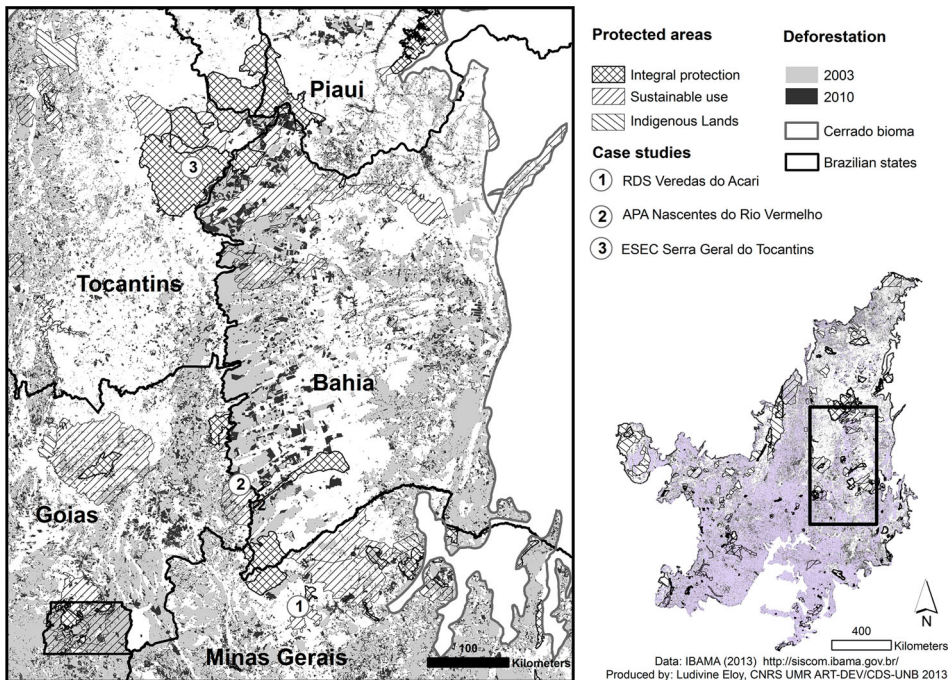 Piaui
Tocantins
Bahia
Goias
Minas Gerais
3
2
2
1
100
Kilometers
Protected areas
Integral protection
Sustainable use
Indigenous Lands
Case studies
1 RDS Veredas do Acari
2 APA Nascentes do Rio Vermelho
3 ESEC Serra Geral do Tocantins
Deforestation
2003
2010
Cerrado bioma
Brazilian states
N
400
Kilometers
Data: IBAMA (2013) http://siscom.ibama.gov.br/
Produced by: Ludivine Eloy, CNRS UMR ART-DEV/CDS-UNB 2013